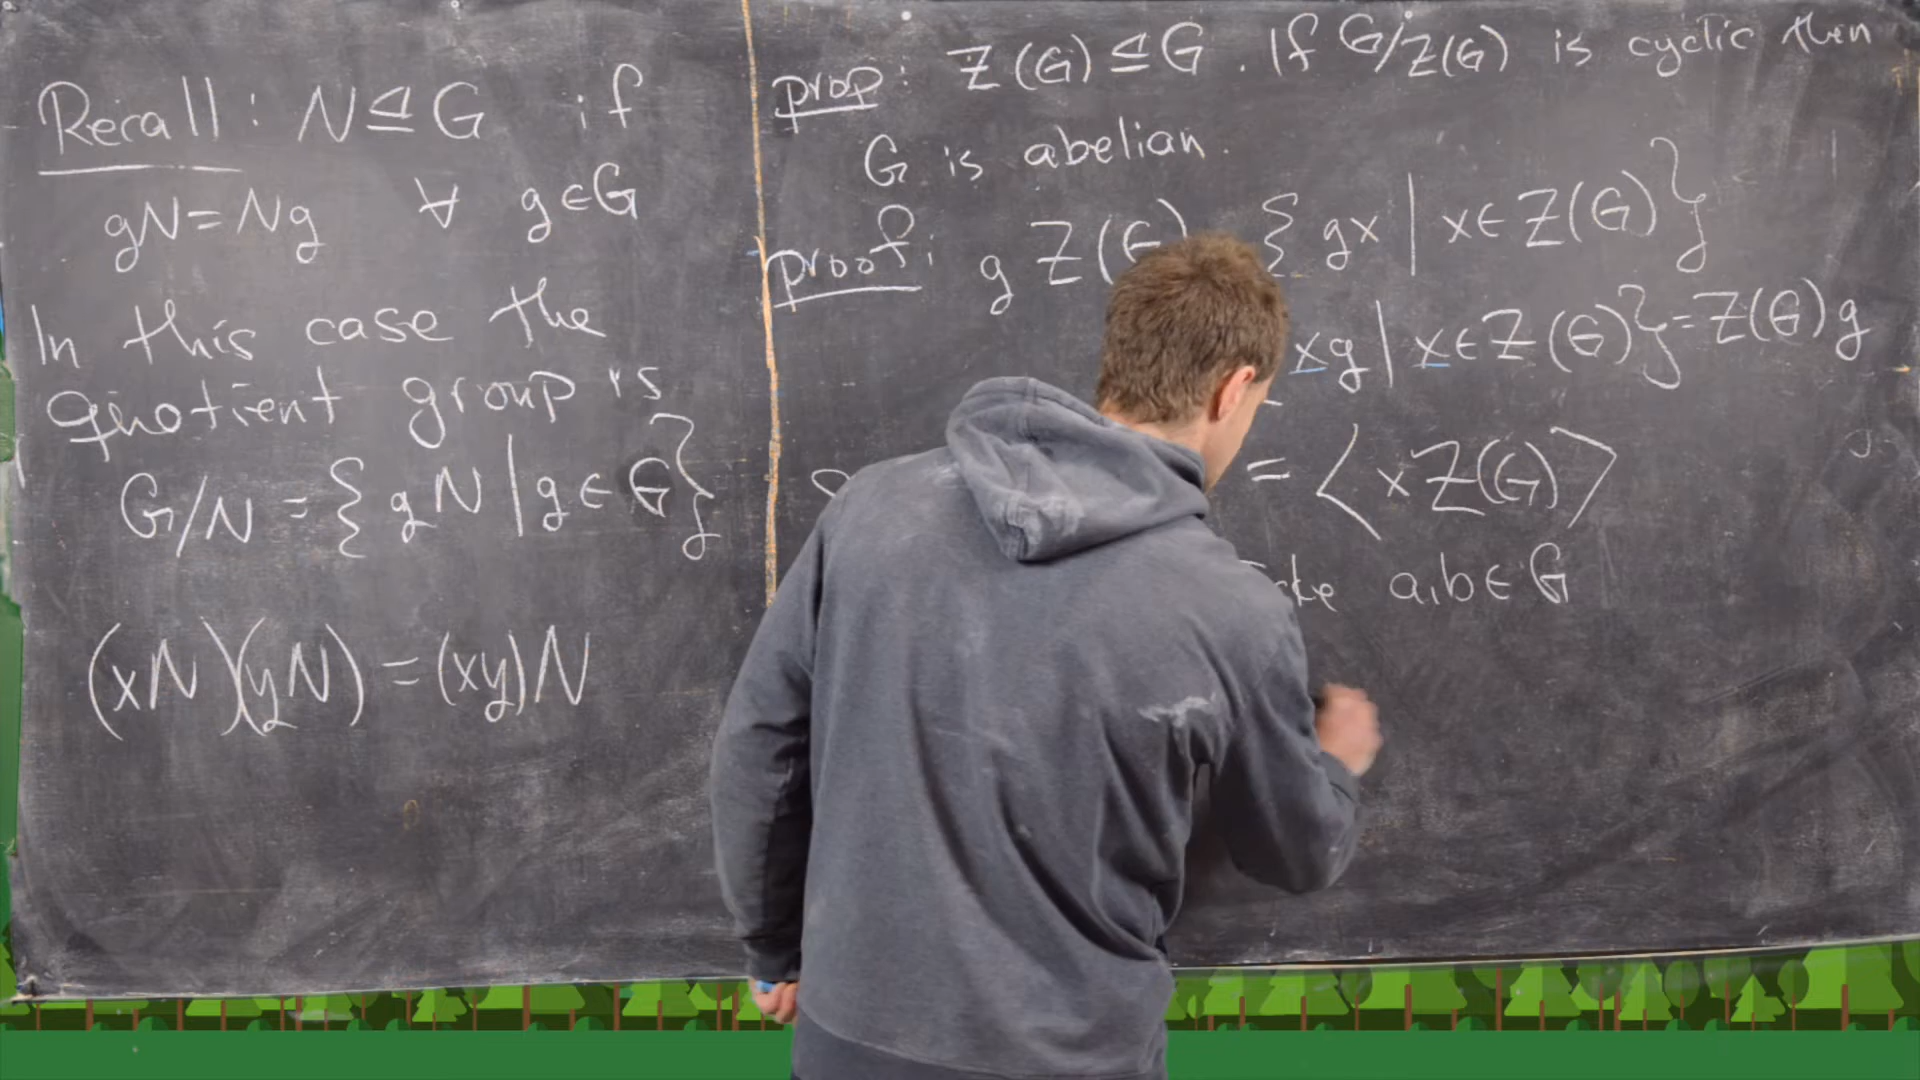 Recall: N⊴G if
gN=Ng ∀ g∈G
In this case the
quotient group is
G/N = {gN | g∈G}
(xN)(yN) = (xy)N
prop: Z(G)⊴G. If G/Z(G) is cyclic then
G is abelian.
proof: g Z(G) {gx | x∈Z(G)}
xg | x∈Z(G)}=Z(G)g
= ⟨xZ(G)⟩
a,b∈G